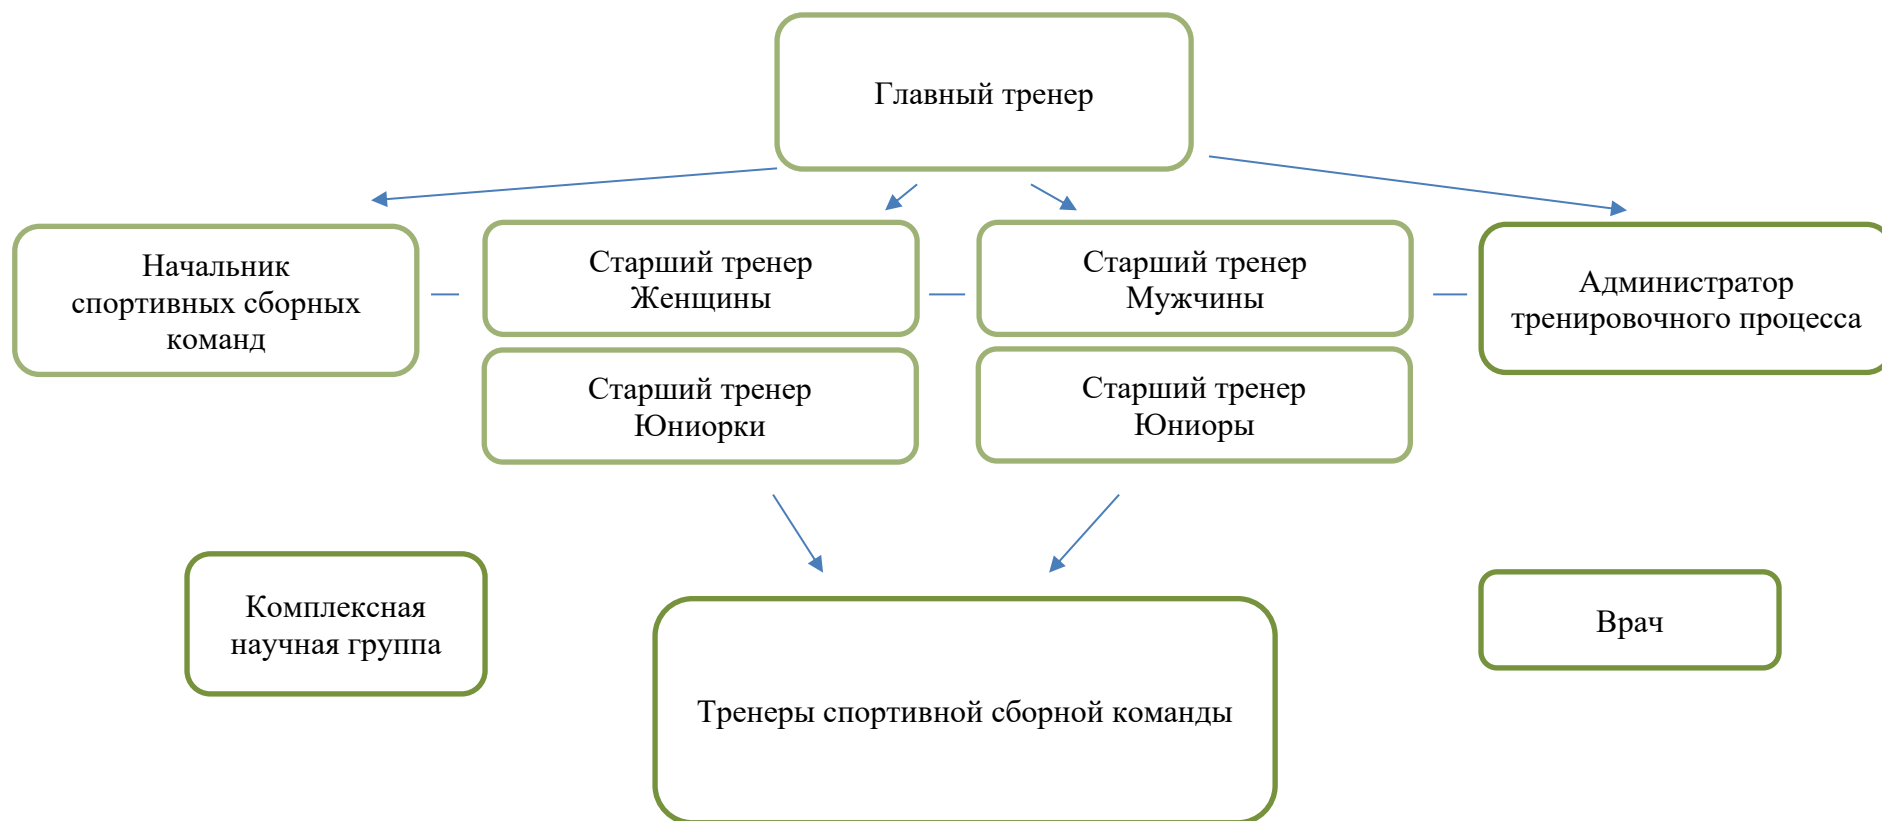 Главный тренер
Начальник
спортивных сборных
команд
Старший тренер
Женщины
Старший тренер
Мужчины
Администратор
тренировочного процесса
Старший тренер
Юниорки
Старший тренер
Юниоры
Комплексная
научная группа
Врач
Тренеры спортивной сборной команды